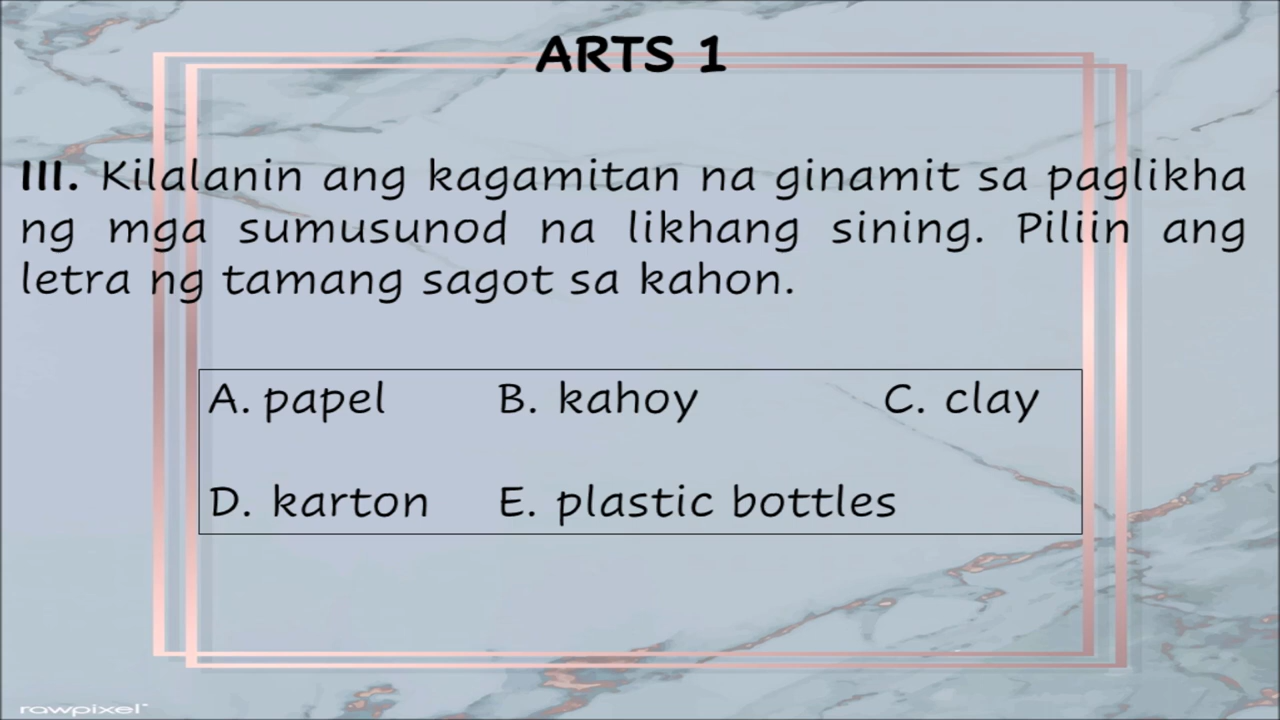 ARTS 1
III. Kilalanin ang kagamitan na ginamit sa paglikha
ng mga sumusunod na likhang sining. Piliin ang
letra ng tamang sagot sa kahon.
A. papel B. kahoy C. clay
D. karton E. plastic bottles
rawpixel